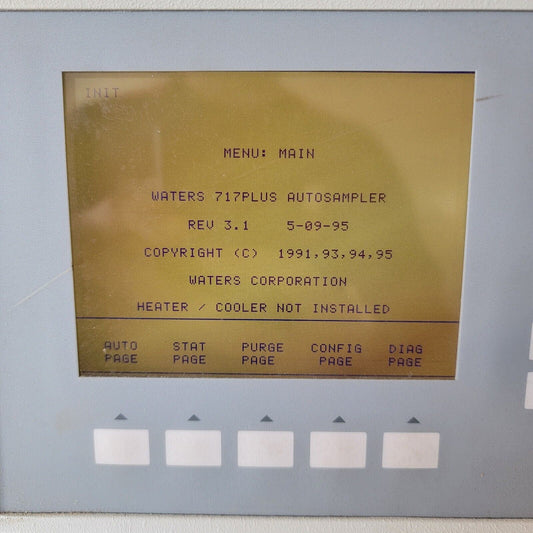 INIT
MENU: MAIN
WATERS 717PLUS AUTOSAMPLER
REV 3.1 5-09-95
COPYRIGHT (C) 1991,93,94,95
WATERS CORPORATION
HEATER / COOLER NOT INSTALLED
AUTO STAT PURGE CONFIG DIAG
PAGE PAGE PAGE PAGE PAGE